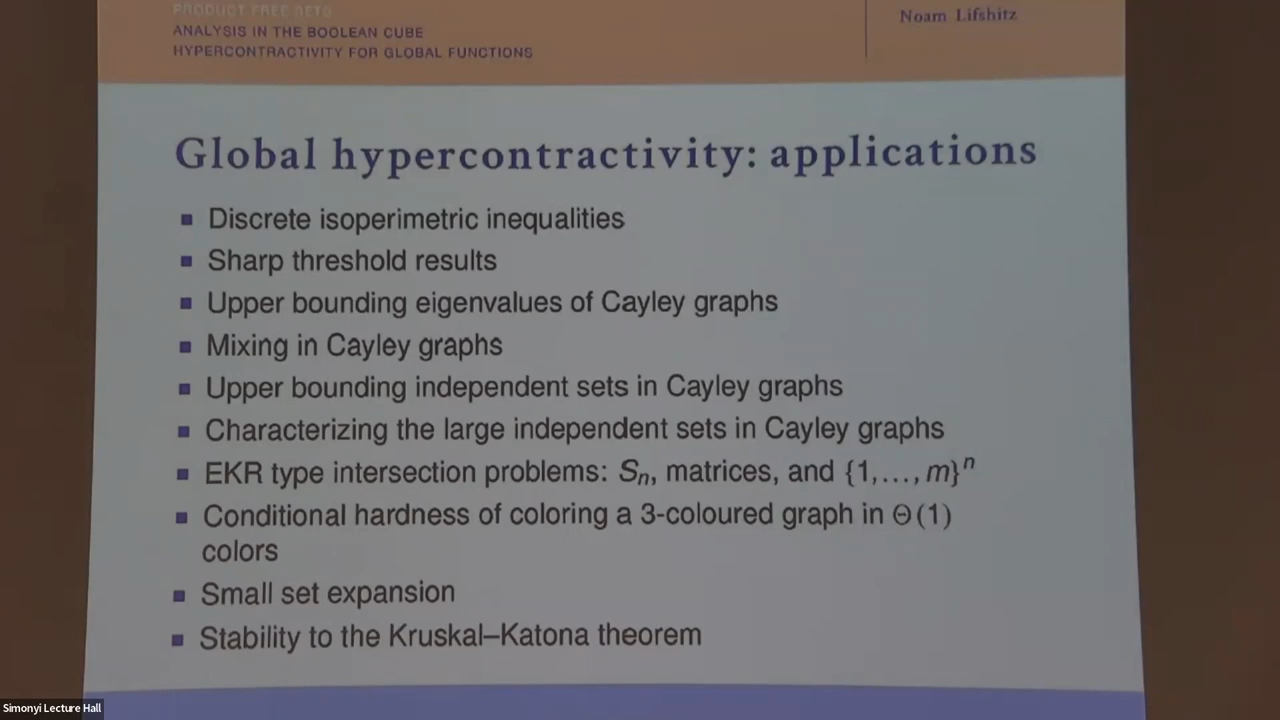 PRODUCT FREE SETS
ANALYSIS IN THE BOOLEAN CUBE
HYPERCONTRACTIVITY FOR GLOBAL FUNCTIONS
Noam Lifshitz
Global hypercontractivity: applications
Discrete isoperimetric inequalities
Sharp threshold results
Upper bounding eigenvalues of Cayley graphs
Mixing in Cayley graphs
Upper bounding independent sets in Cayley graphs
Characterizing the large independent sets in Cayley graphs
EKR type intersection problems: Sₙ, matrices, and {1,...,m}ⁿ
Conditional hardness of coloring a 3-coloured graph in Θ(1)
colors
Small set expansion
Stability to the Kruskal–Katona theorem
Simonyi Lecture Hall